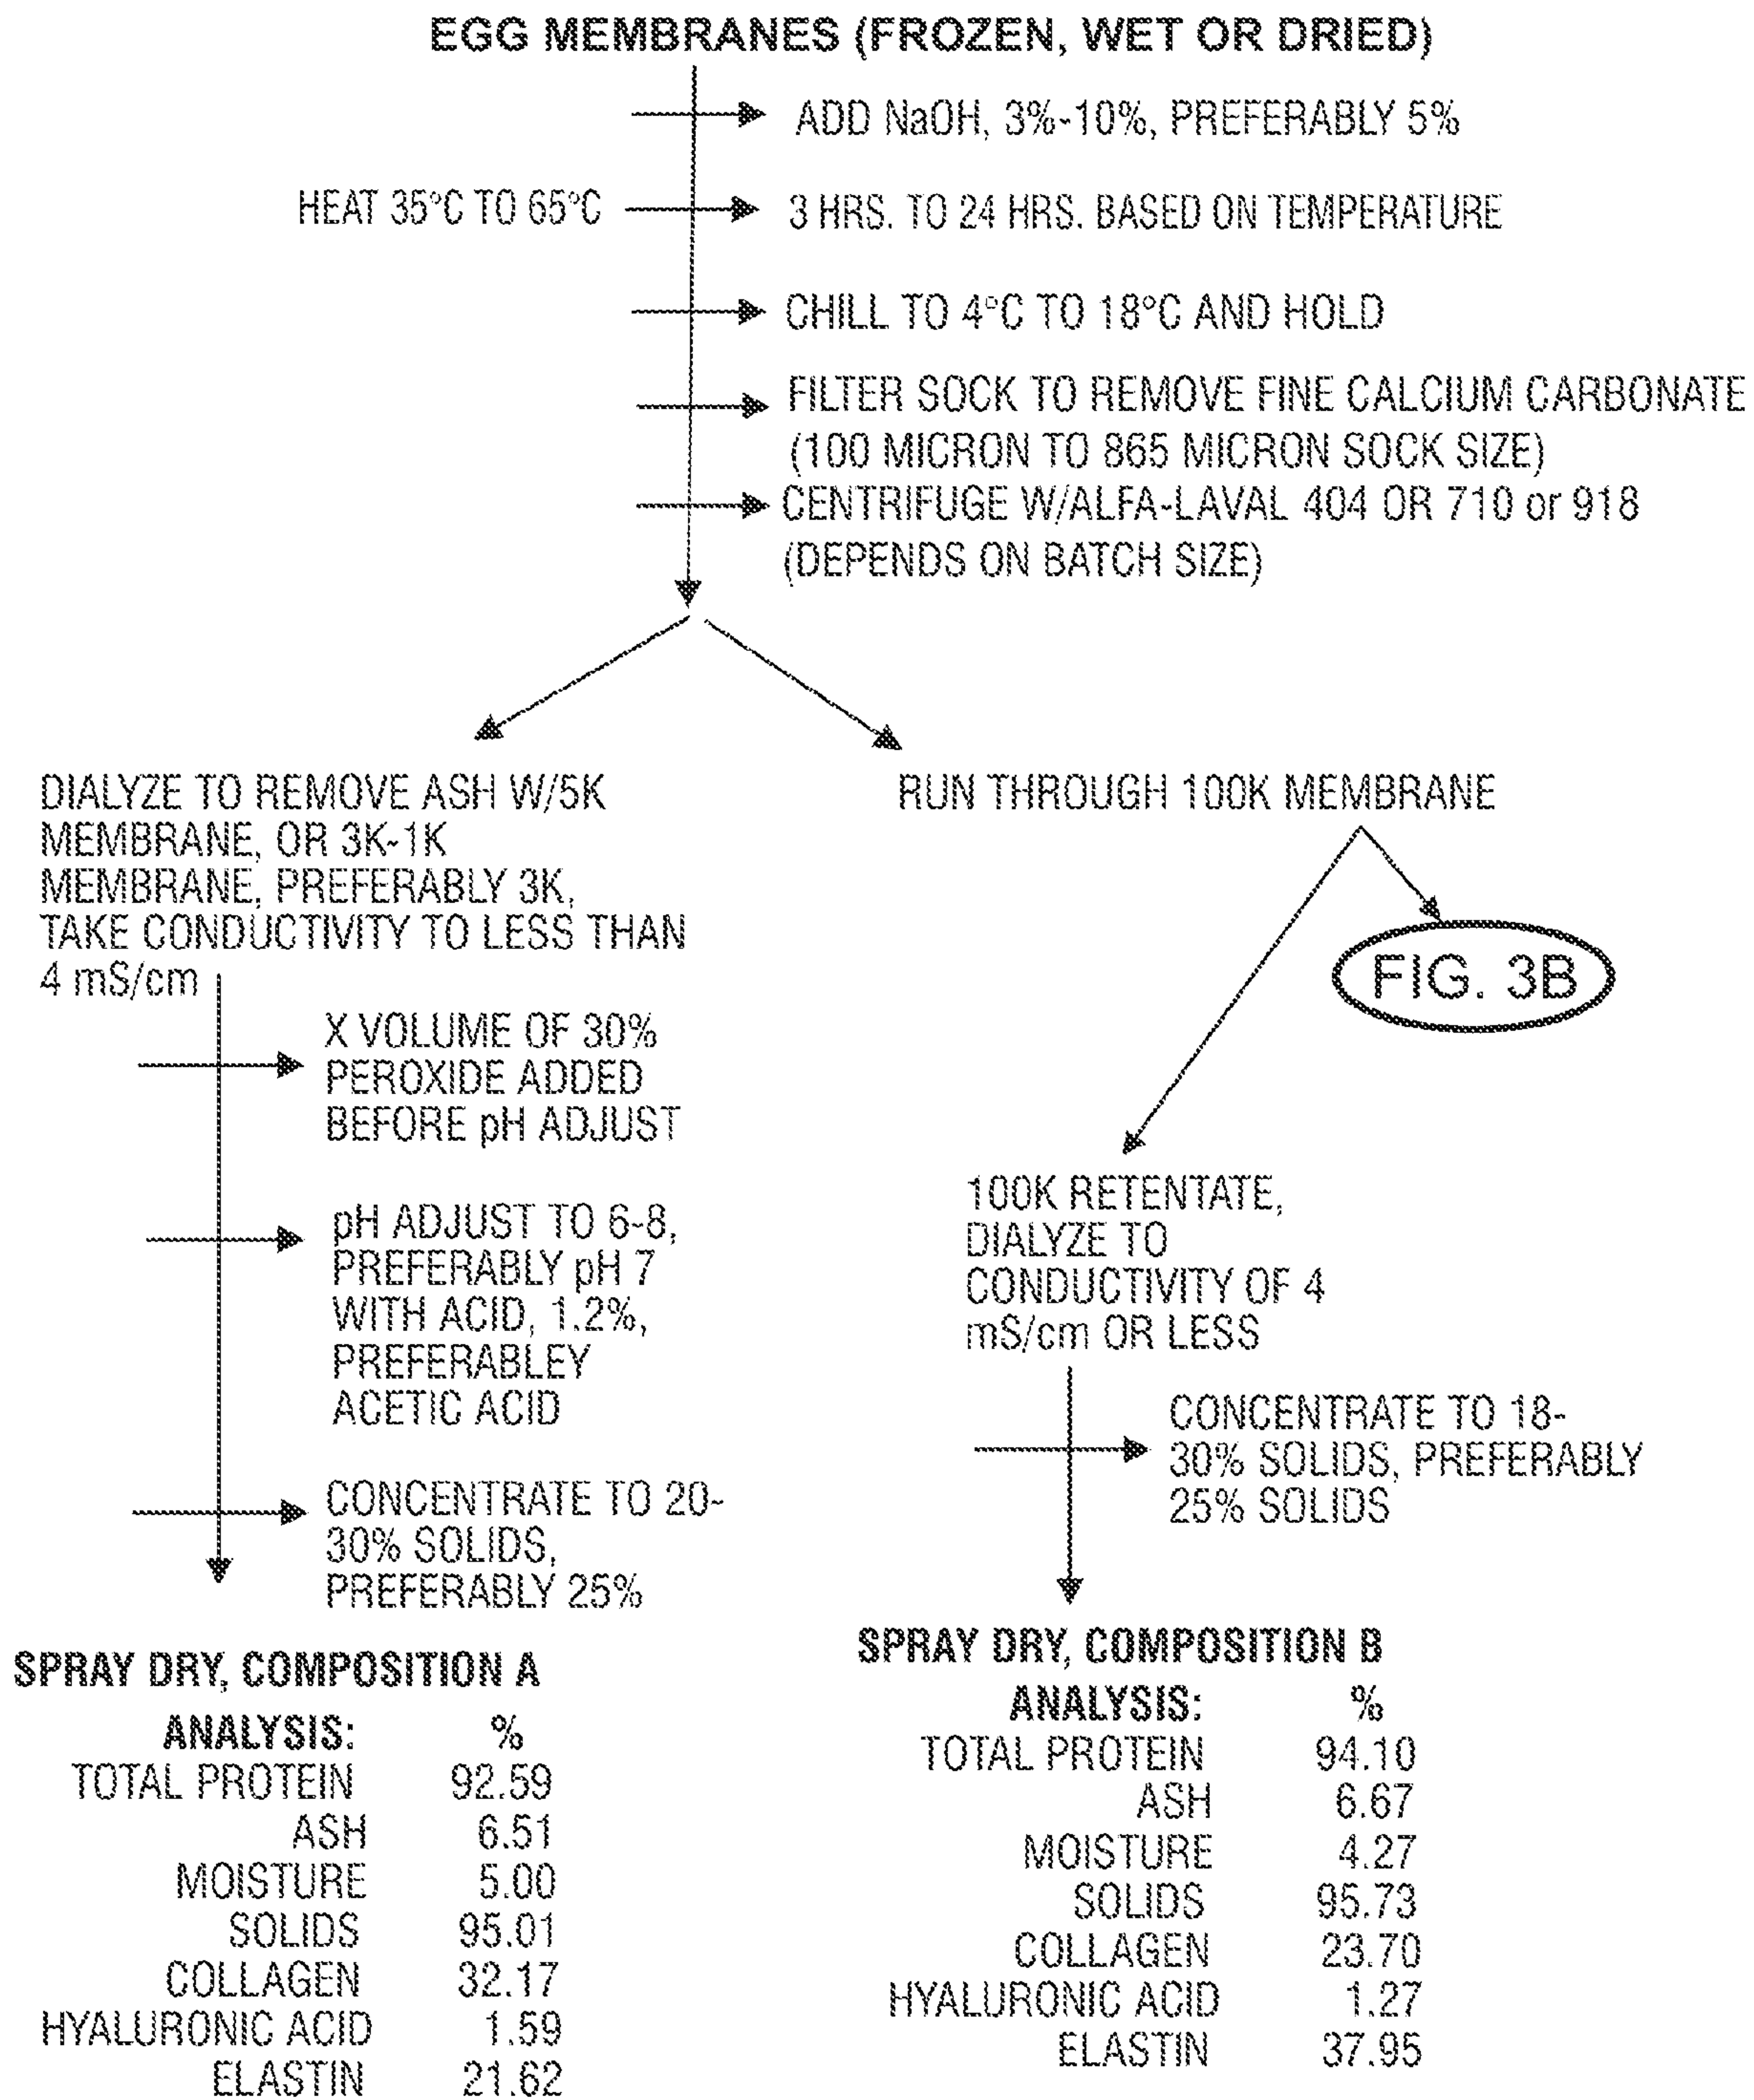 EGG MEMBRANES (FROZEN, WET OR DRIED)
ADD NaOH, 3%-10%, PREFERABLY 5%
HEAT 35°C TO 65°C
3 HRS. TO 24 HRS. BASED ON TEMPERATURE
CHILL TO 4°C TO 18°C AND HOLD
FILTER SOCK TO REMOVE FINE CALCIUM CARBONATE
(100 MICRON TO 865 MICRON SOCK SIZE)
CENTRIFUGE W/ALFA-LAVAL 404 OR 710 or 918
(DEPENDS ON BATCH SIZE)
DIALYZE TO REMOVE ASH W/5K
MEMBRANE, OR 3K-1K
MEMBRANE, PREFERABLY 3K,
TAKE CONDUCTIVITY TO LESS THAN
4 mS/cm
X VOLUME OF 30%
PEROXIDE ADDED
BEFORE pH ADJUST
pH ADJUST TO 6-8,
PREFERABLY pH 7
WITH ACID, 1.2%,
PREFERABLEY
ACETIC ACID
CONCENTRATE TO 20-
30% SOLIDS,
PREFERABLY 25%
SPRAY DRY, COMPOSITION A
ANALYSIS: %
TOTAL PROTEIN 92.59
ASH 6.51
MOISTURE 5.00
SOLIDS 95.01
COLLAGEN 32.17
HYALURONIC ACID 1.59
ELASTIN 21.62
RUN THROUGH 100K MEMBRANE
FIG. 3B
100K RETENTATE,
DIALYZE TO
CONDUCTIVITY OF 4
mS/cm OR LESS
CONCENTRATE TO 18-
30% SOLIDS, PREFERABLY
25% SOLIDS
SPRAY DRY, COMPOSITION B
ANALYSIS: %
TOTAL PROTEIN 94.10
ASH 6.67
MOISTURE 4.27
SOLIDS 95.73
COLLAGEN 23.70
HYALURONIC ACID 1.27
ELASTIN 37.95